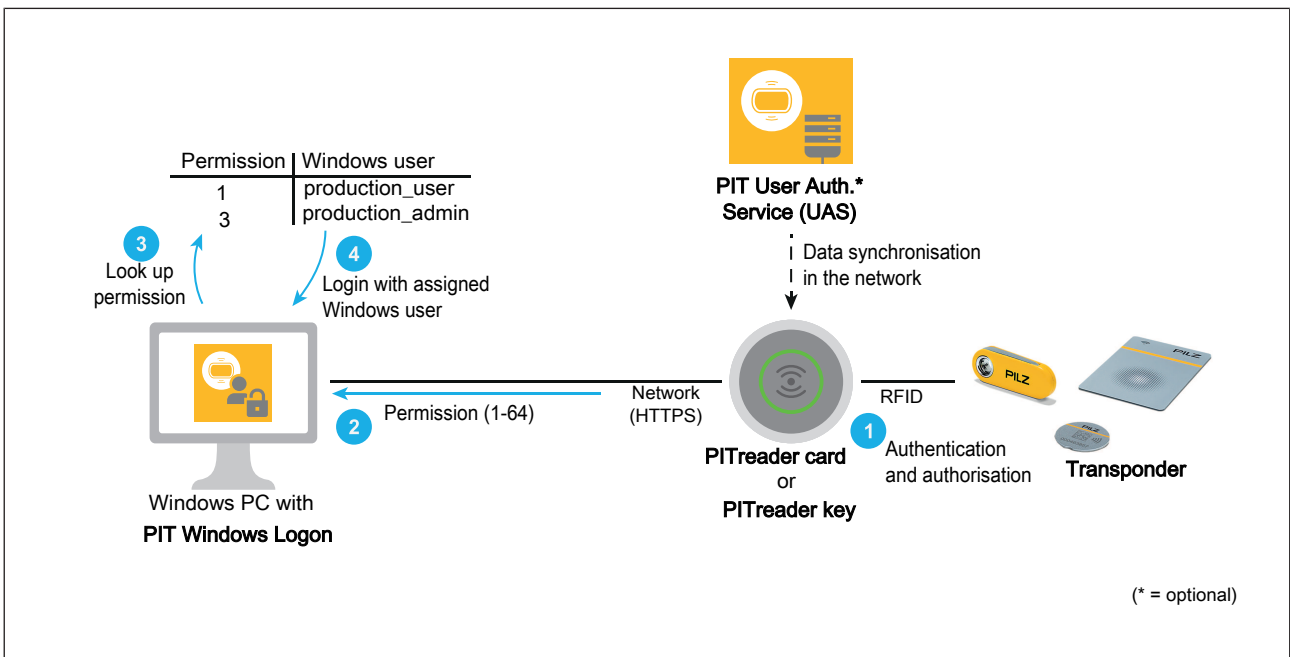 Permission Windows user
1 production_user
3 production_admin
3
Look up
permission
4
Login with assigned
Windows user
PIT User Auth.*
Service (UAS)
Data synchronisation
in the network
2
Permission (1-64)
Network
(HTTPS)
RFID
1
Authentication
and authorisation
PILZ
PILZ
PILZ
Transponder
PITreader card
or
PITreader key
Windows PC with
PIT Windows Logon
(* = optional)